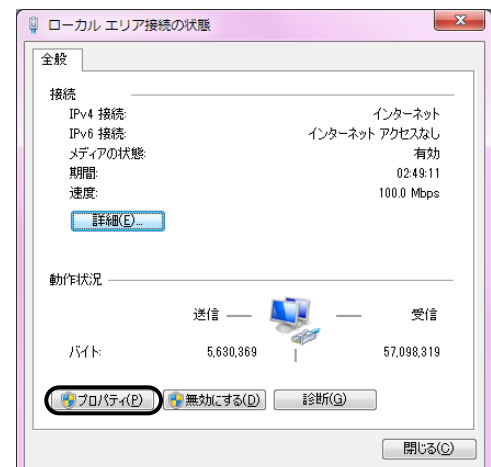 ローカル エリア接続の状態
全般
接続
IPv4 接続: インターネット
IPv6 接続: インターネット アクセスなし
メディアの状態: 有効
期間: 02:49:11
速度: 100.0 Mbps
詳細(E)...
動作状況
送信 受信
バイト: 5,630,369 57,098,319
プロパティ(P) 無効にする(D) 診断(G)
閉じる(C)